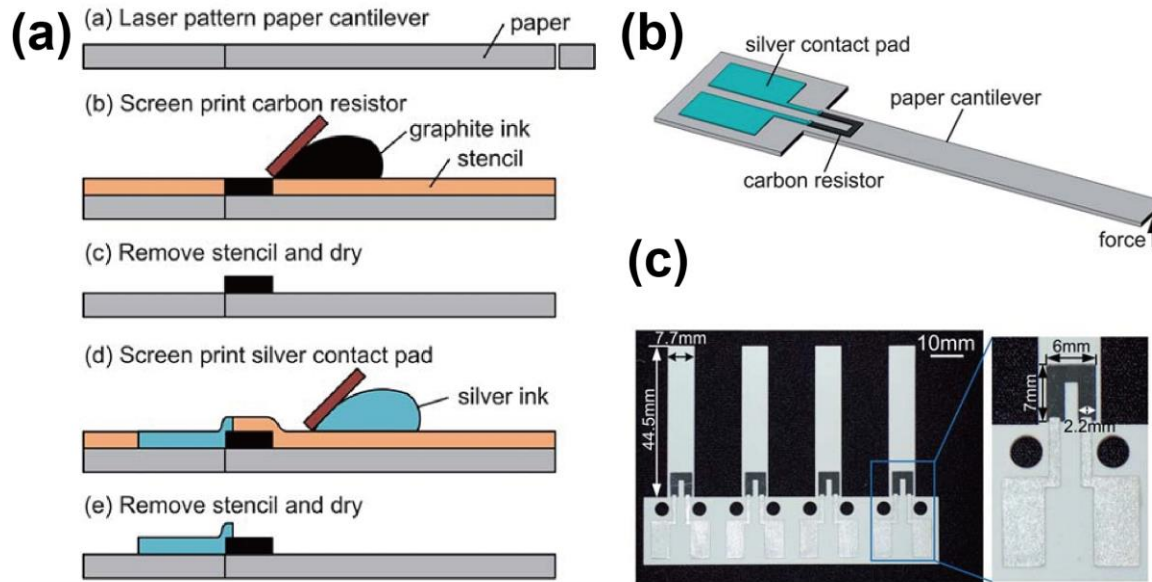 (a)
(a) Laser pattern paper cantilever
paper
(b) Screen print carbon resistor
graphite ink
stencil
(c) Remove stencil and dry
(d) Screen print silver contact pad
silver ink
(e) Remove stencil and dry
(b)
silver contact pad
paper cantilever
carbon resistor
force
(c)
7.7mm
10mm
44.5mm
6mm
7mm
2.2mm